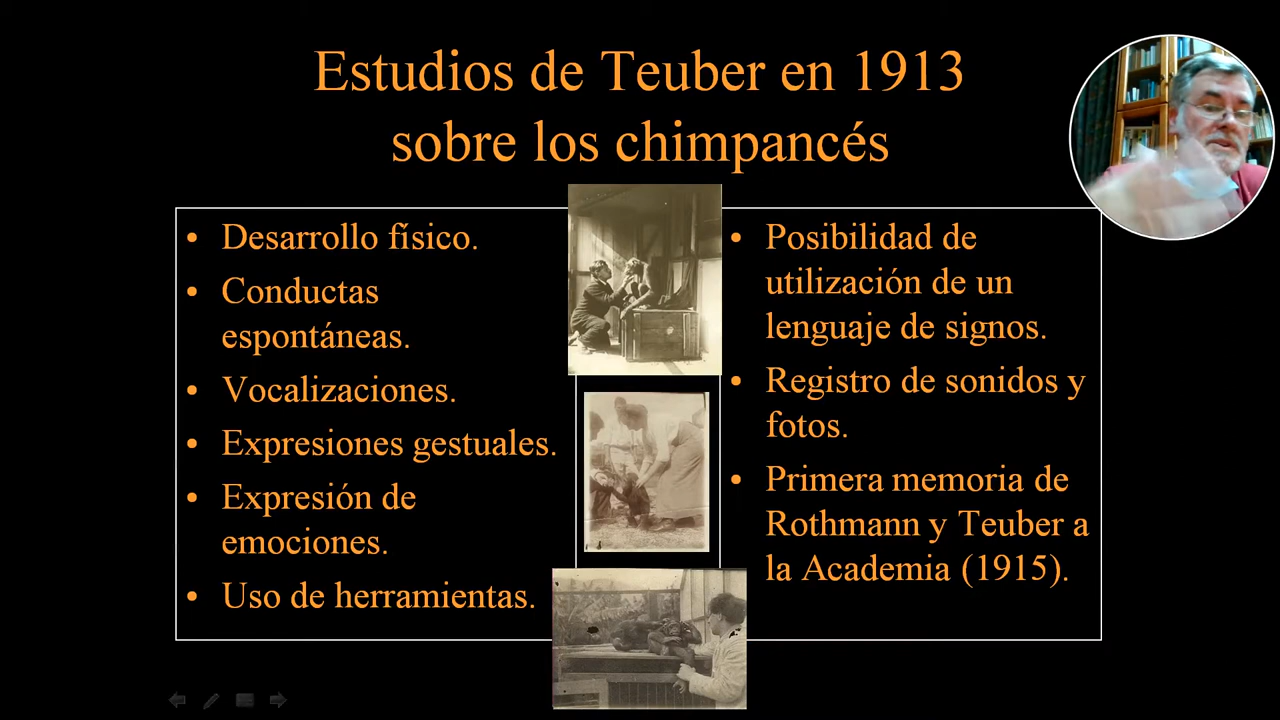 Estudios de Teuber en 1913
sobre los chimpancés
• Desarrollo físico.
• Conductas
espontáneas.
• Vocalizaciones.
• Expresiones gestuales.
• Expresión de
emociones.
• Uso de herramientas.
• Posibilidad de
utilización de un
lenguaje de signos.
• Registro de sonidos y
fotos.
• Primera memoria de
Rothmann y Teuber a
la Academia (1915).